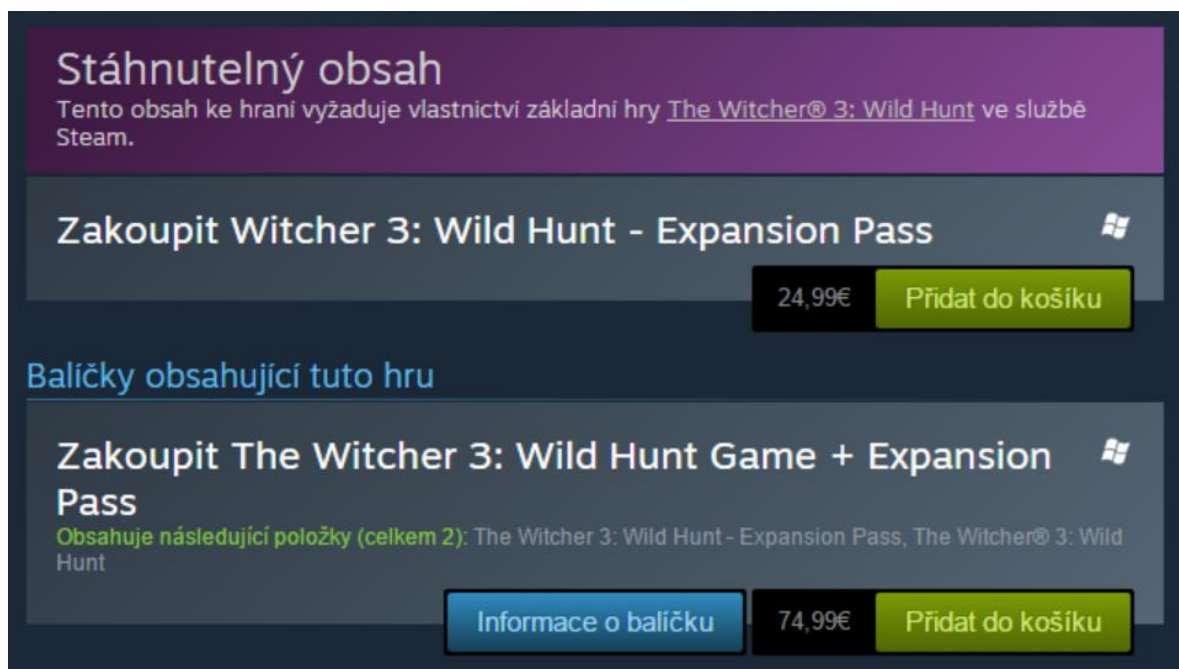 Stáhnutelný obsah
Tento obsah ke hraní vyžaduje vlastnictví základní hry The Witcher® 3: Wild Hunt ve službě
Steam.
Zakoupit Witcher 3: Wild Hunt - Expansion Pass
24,99€ Přidat do košíku
Balíčky obsahující tuto hru
Zakoupit The Witcher 3: Wild Hunt Game + Expansion
Pass
Obsahuje následující položky (celkem 2): The Witcher 3: Wild Hunt - Expansion Pass, The Witcher® 3: Wild
Hunt
Informace o balíčku 74,99€ Přidat do košíku